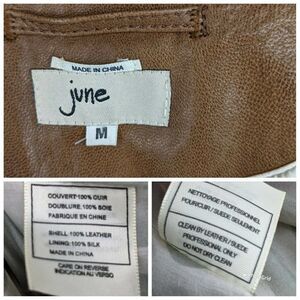 MADE IN CHINA
june
M
COUVERT:100% CUIR
DOUBLURE: 100% SOIE
FABRIQUE EN CHINE
SHELL: 100% LEATHER
LINING: 100% SILK
MADE IN CHINA
CARE ON REVERSE
INDICATION AU VERSO
NETTOYAGE PROFESSIONNEL
POURCUIR / SUEDE SEULEMENT
CLEAN BY LEATHER / SUEDE
PROFESSIONAL ONLY
DO NOT DRY CLEAN